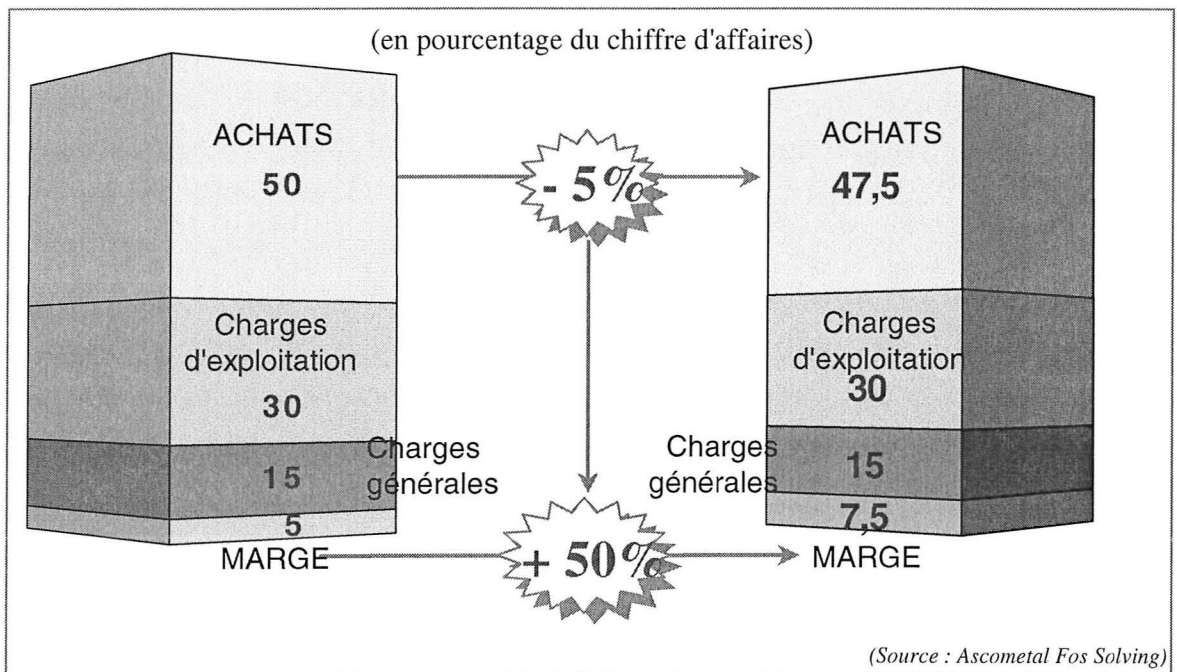 (en pourcentage du chiffre d'affaires)
ACHATS
50
- 5%
ACHATS
47,5
Charges
d'exploitation
30
Charges
d'exploitation
30
15
Charges
générales
Charges
générales
15
5
7,5
MARGE
+ 50%
MARGE
(Source : Ascometal Fos Solving)